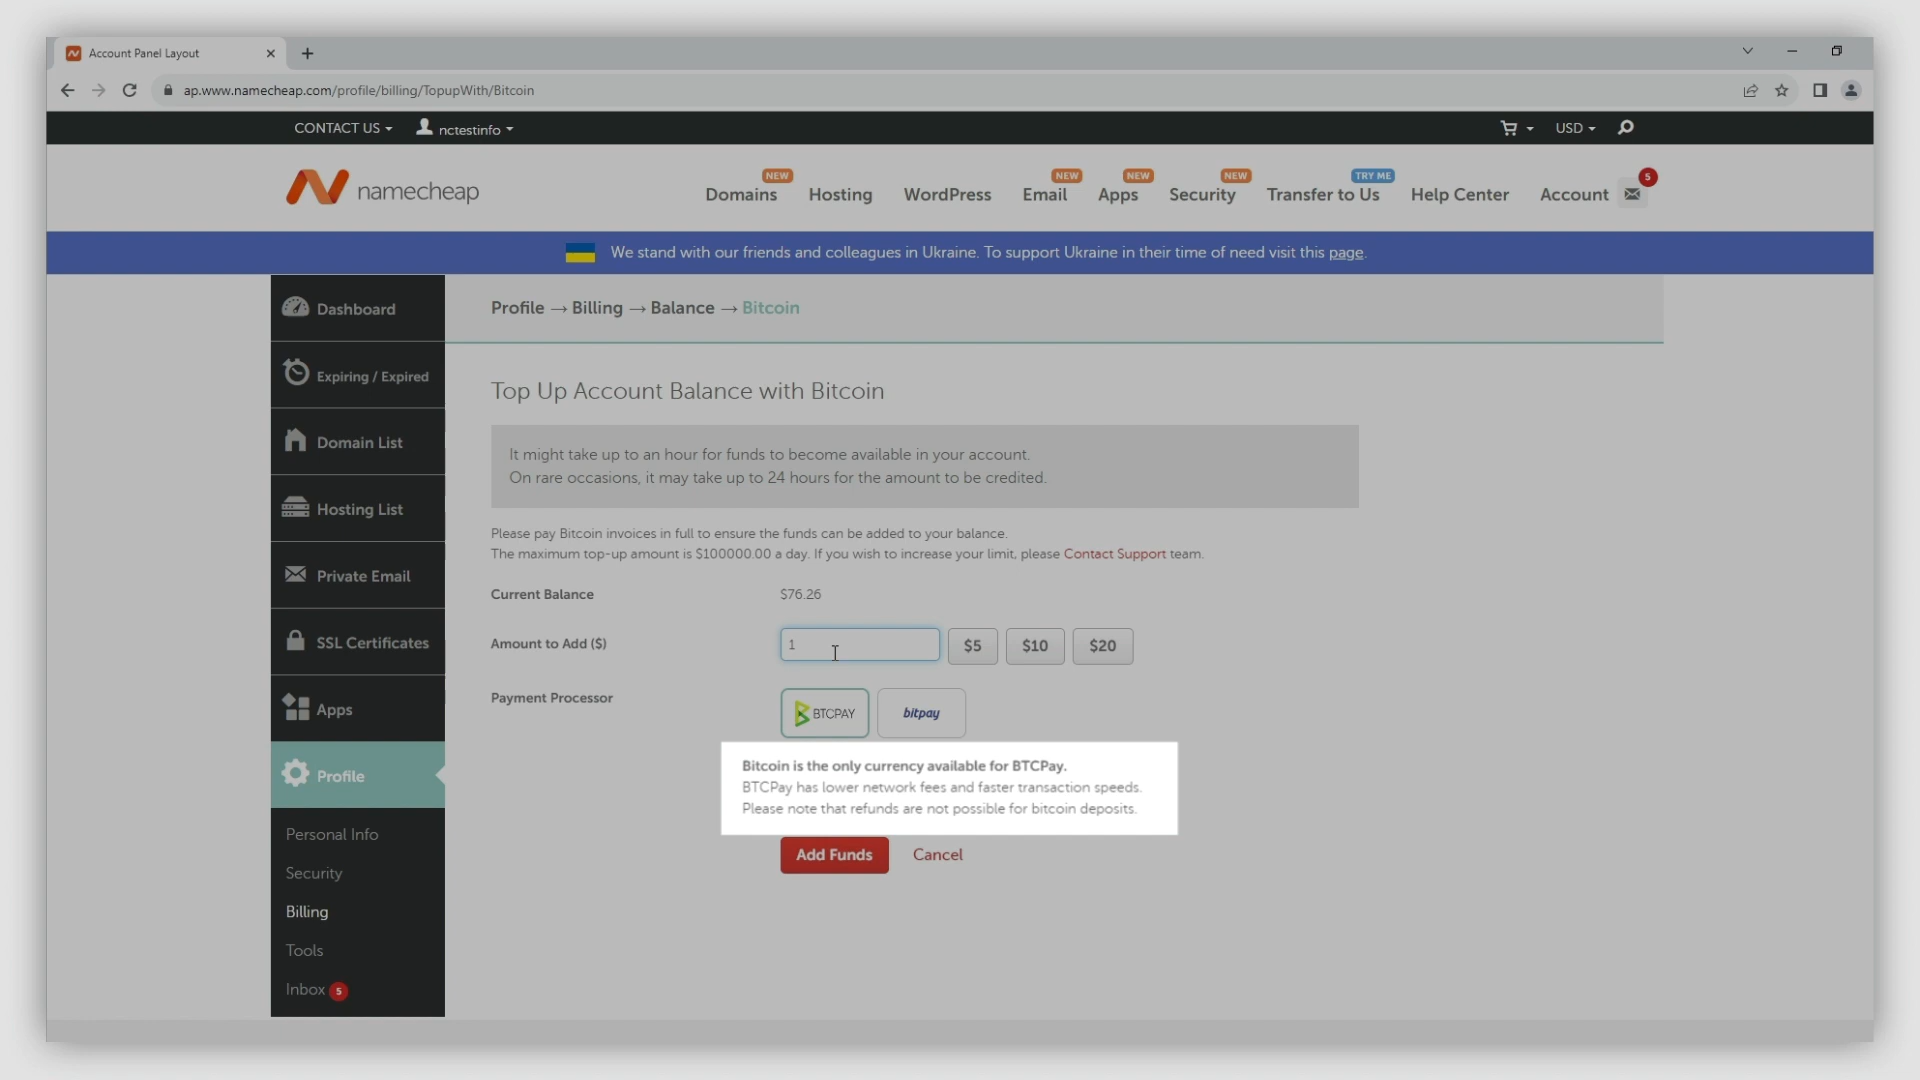 Account Panel Layout
ap.www.namecheap.com/profile/billing/TopupWith/Bitcoin
CONTACT US nctestinfo USD
namecheap
NEW NEW NEW NEW TRY ME 5
Domains Hosting WordPress Email Apps Security Transfer to Us Help Center Account
We stand with our friends and colleagues in Ukraine. To support Ukraine in their time of need visit this page.
Dashboard
Expiring / Expired
Domain List
Hosting List
Private Email
SSL Certificates
Apps
Profile
Personal Info
Security
Billing
Tools
Inbox 5
Profile → Billing → Balance → Bitcoin
Top Up Account Balance with Bitcoin
It might take up to an hour for funds to become available in your account.
On rare occasions, it may take up to 24 hours for the amount to be credited.
Please pay Bitcoin invoices in full to ensure the funds can be added to your balance.
The maximum top-up amount is $100000.00 a day. If you wish to increase your limit, please Contact Support team.
Current Balance $76.26
Amount to Add ($) 1 $5 $10 $20
Payment Processor BTCPAY bitpay
Bitcoin is the only currency available for BTCPay.
BTCPay has lower network fees and faster transaction speeds.
Please note that refunds are not possible for bitcoin deposits.
Add Funds Cancel